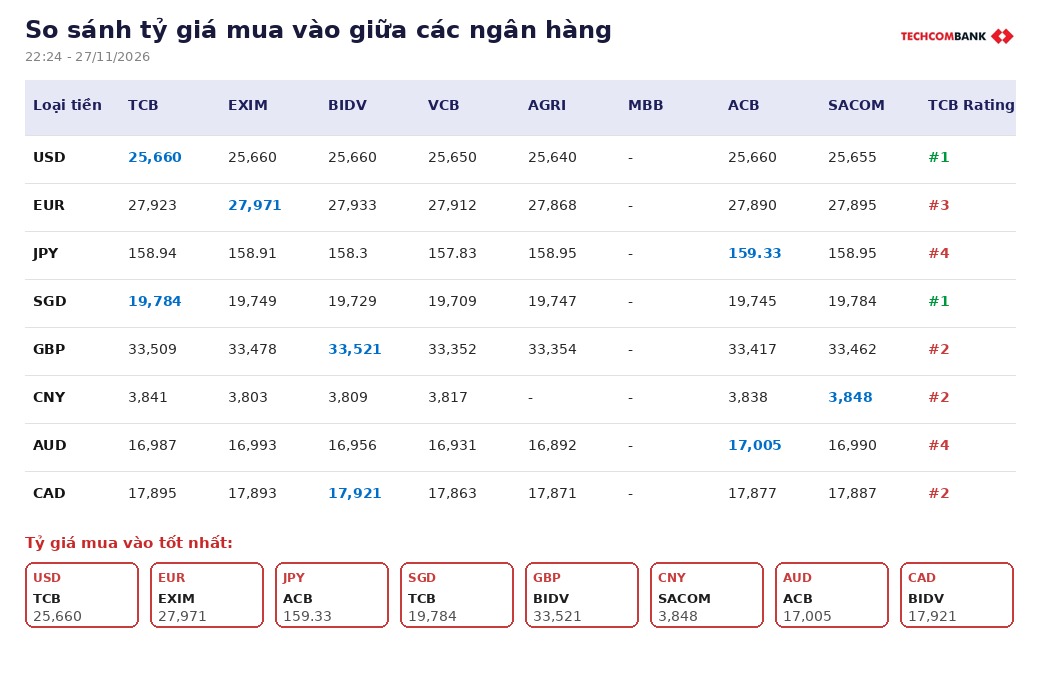 So sánh tỷ giá mua vào giữa các ngân hàng
TECHCOMBANK
22:24 - 27/11/2026
Loại tiền TCB EXIM BIDV VCB AGRI MBB ACB SACOM TCB Rating
USD 25,660 25,660 25,660 25,650 25,640 - 25,660 25,655 #1
EUR 27,923 27,971 27,933 27,912 27,868 - 27,890 27,895 #3
JPY 158.94 158.91 158.3 157.83 158.95 - 159.33 158.95 #4
SGD 19,784 19,749 19,729 19,709 19,747 - 19,745 19,784 #1
GBP 33,509 33,478 33,521 33,352 33,354 - 33,417 33,462 #2
CNY 3,841 3,803 3,809 3,817 - - 3,838 3,848 #2
AUD 16,987 16,993 16,956 16,931 16,892 - 17,005 16,990 #4
CAD 17,895 17,893 17,921 17,863 17,871 - 17,877 17,887 #2
Tỷ giá mua vào tốt nhất:
USD EUR JPY SGD GBP CNY AUD CAD
TCB EXIM ACB TCB BIDV SACOM ACB BIDV
25,660 27,971 159.33 19,784 33,521 3,848 17,005 17,921